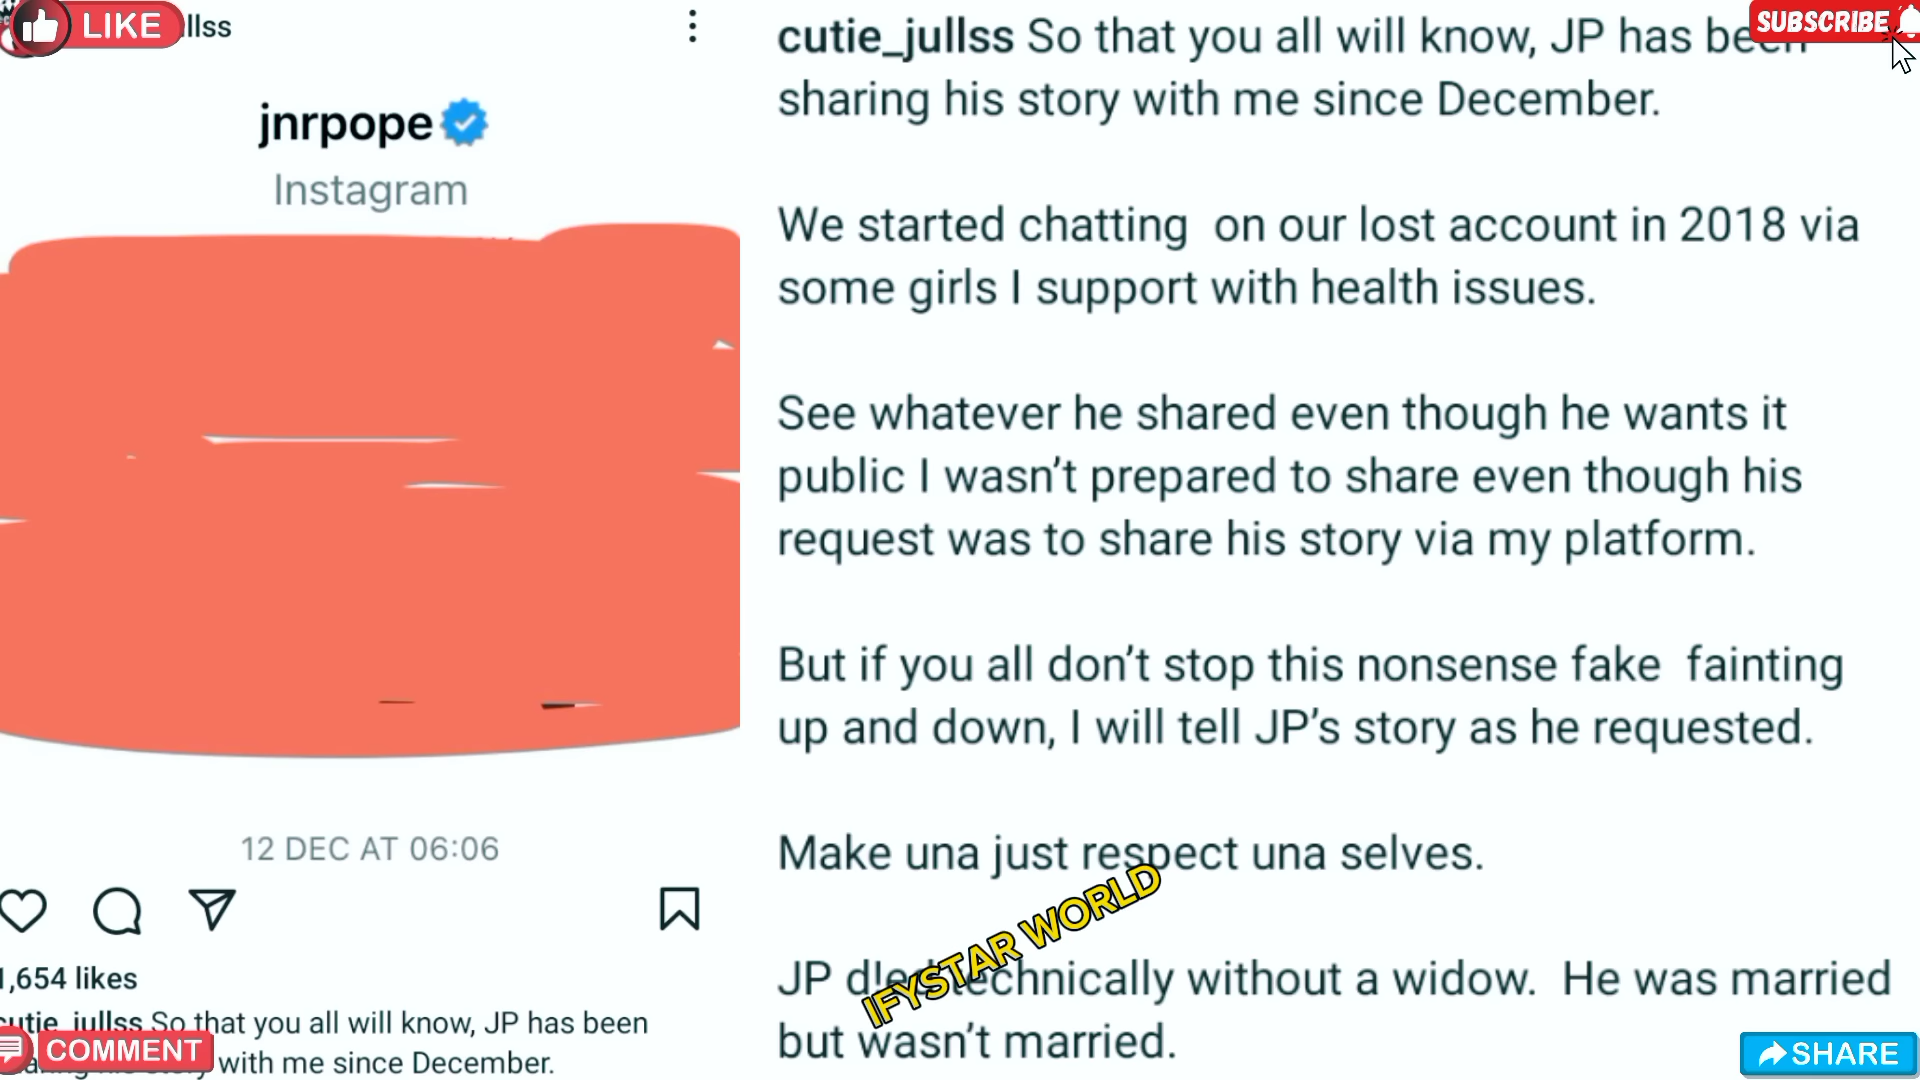 LIKE
llss
jnrpope
Instagram
12 DEC AT 06:06
1,654 likes
cutie_jullss So that you all will know, JP has been
with me since December.
COMMENT
cutie_jullss So that you all will know, JP has been
sharing his story with me since December.
We started chatting on our lost account in 2018 via
some girls I support with health issues.
See whatever he shared even though he wants it
public I wasn't prepared to share even though his
request was to share his story via my platform.
But if you all don't stop this nonsense fake fainting
up and down, I will tell JP's story as he requested.
Make una just respect una selves.
JP d!ed technically without a widow. He was married
but wasn't married.
IFYSTAR WORLD
SUBSCRIBE
SHARE